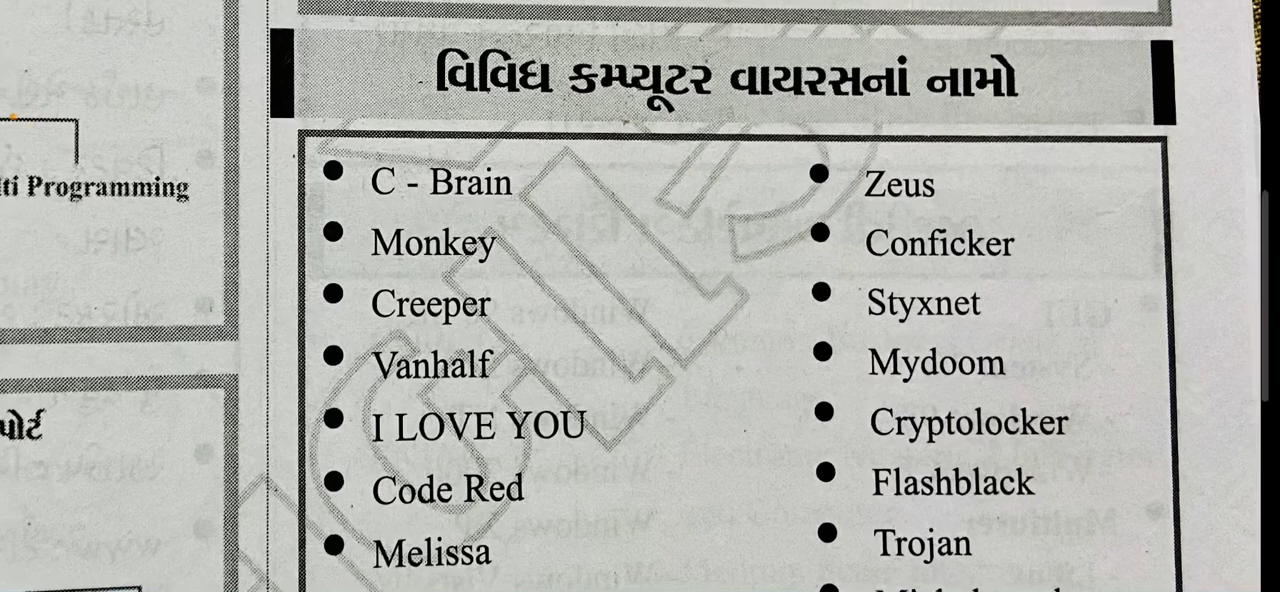 વિવિધ કમ્પ્યૂટર વાયરસનાં નામો
Programming
પોર્ટ
• C - Brain
• Monkey
• Creeper
• Vanhalf
• I LOVE YOU
• Code Red
• Melissa
• Zeus
• Conficker
• Styxnet
• Mydoom
• Cryptolocker
• Flashblack
• Trojan